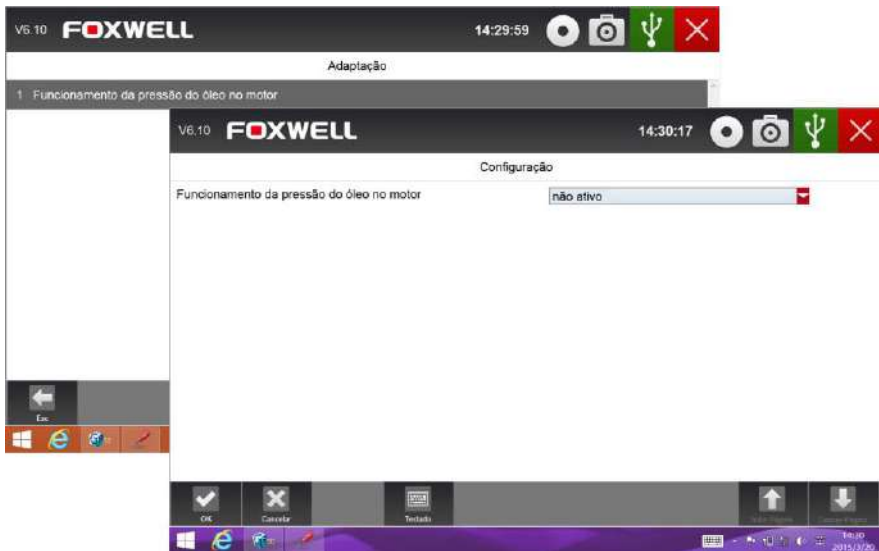 V6.10 FOXWELL 14:29:59
Adaptação
1 Funcionamento da pressão do óleo no motor
V6.10 FOXWELL 14:30:17
Configuração
Funcionamento da pressão do óleo no motor não ativo
Esc
OK Cancelar Teclado
14:30
2015/3/20